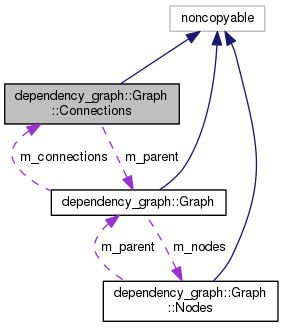 noncopyable
dependency_graph::Graph
::Connections
m_connections
m_parent
dependency_graph::Graph
m_parent
m_nodes
dependency_graph::Graph
::Nodes